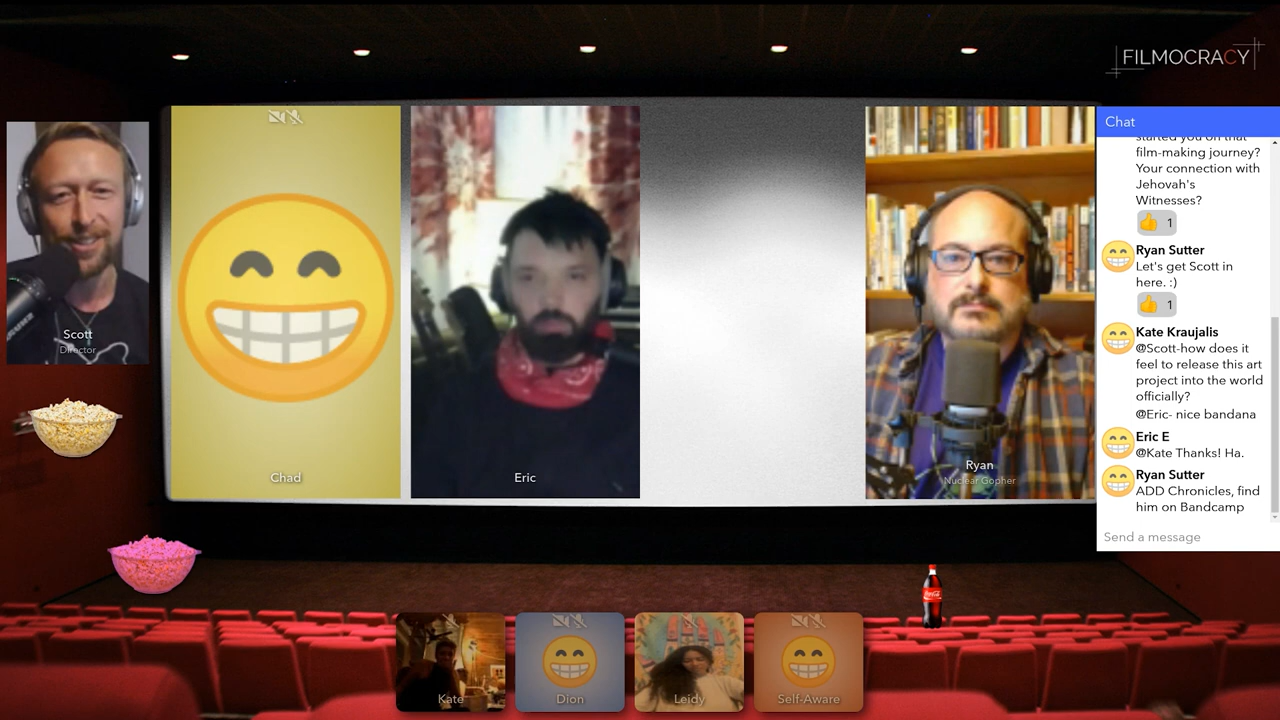 FILMOCRACY
Scott
Director
Chad
Eric
Ryan
Nuclear Gopher
Chat
started you on that
film-making journey?
Your connection with
Jehovah's
Witnesses?
👍 1
Ryan Sutter
Let's get Scott in
here. :)
👍 1
Kate Kraujalis
@Scott-how does it
feel to release this art
project into the world
officially?
@Eric- nice bandana
Eric E
@Kate Thanks! Ha.
Ryan Sutter
ADD Chronicles, find
him on Bandcamp
Send a message
Coca-Cola
Kate
Dion
Leidy
Self-Aware